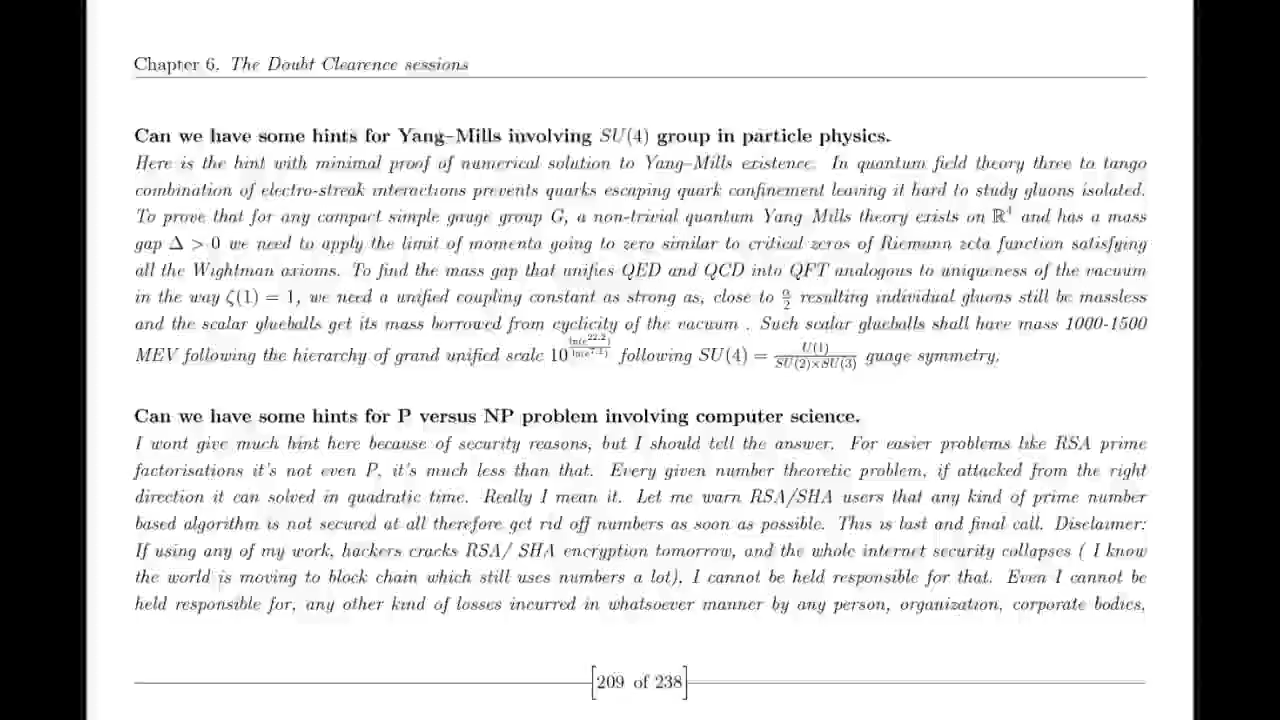 Chapter 6. The Doubt Clearence sessions
Can we have some hints for Yang–Mills involving SU(4) group in particle physics.
Here is the hint with minimal proof of numerical solution to Yang–Mills existence. In quantum field theory three to tango
combination of electro-streak interactions prevents quarks escaping quark confinement leaving it hard to study gluons isolated.
To prove that for any compact simple gauge group G, a non-trivial quantum Yang Mills theory exists on ℝ⁴ and has a mass
gap Δ > 0 we need to apply the limit of momenta going to zero similar to critical zeros of Riemann zeta function satisfying
all the Wightman axioms. To find the mass gap that unifies QED and QCD into QFT analogous to uniqueness of the vacuum
in the way ζ(1) = 1, we need a unified coupling constant as strong as, close to α/2 resulting individual gluons still be massless
and the scalar glueballs get its mass borrowed from cyclicity of the vacuum . Such scalar glueballs shall have mass 1000-1500
MEV following the hierarchy of grand unified scale 10 following SU(4) = U(1)/SU(2)×SU(3) guage symmetry.
Can we have some hints for P versus NP problem involving computer science.
I wont give much hint here because of security reasons, but I should tell the answer. For easier problems like RSA prime
factorisations it's not even P, it's much less than that. Every given number theoretic problem, if attacked from the right
direction it can solved in quadratic time. Really I mean it. Let me warn RSA/SHA users that any kind of prime number
based algorithm is not secured at all therefore get rid off numbers as soon as possible. This is last and final call. Disclaimer:
If using any of my work, hackers cracks RSA/ SHA encryption tomorrow, and the whole internet security collapses ( I know
the world is moving to block chain which still uses numbers a lot), I cannot be held responsible for that. Even I cannot be
held responsible for, any other kind of losses incurred in whatsoever manner by any person, organization, corporate bodies,
209 of 238